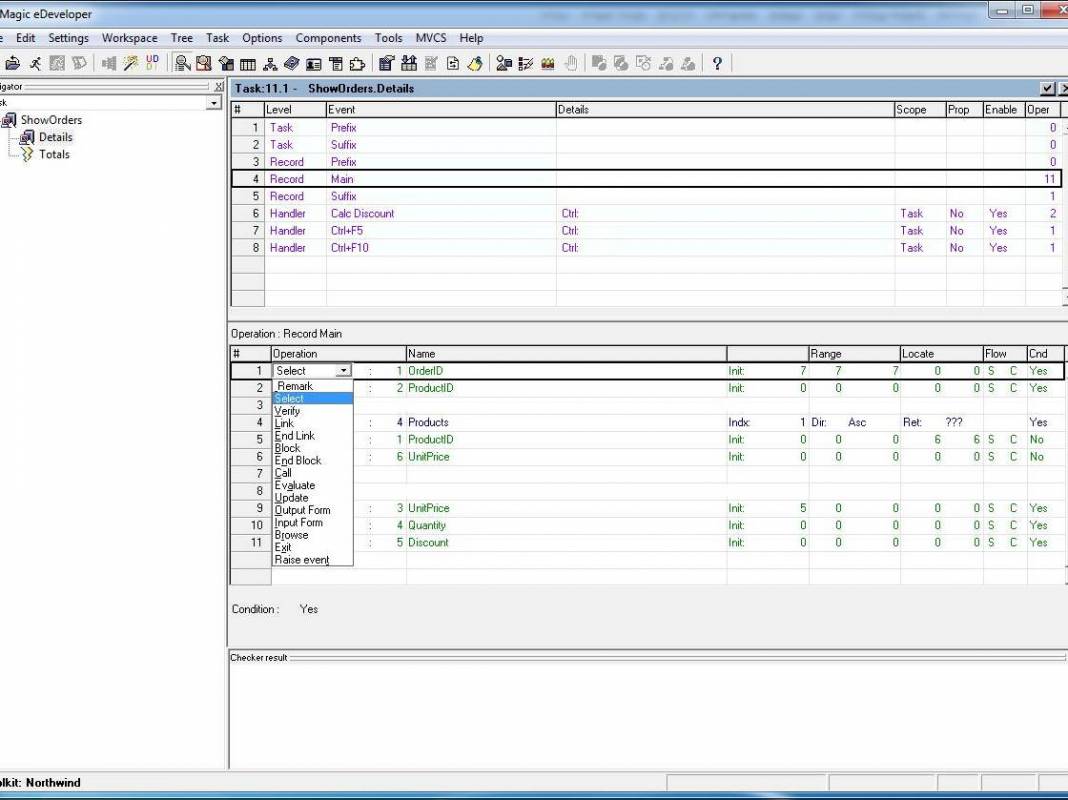 Magic eDeveloper
e Edit Settings Workspace Tree Task Options Components Tools MVCS Help
igator
sk
ShowOrders
Details
Totals
Task:11.1 - ShowOrders.Details
# Level Event Details Scope Prop Enable Oper
1 Task Prefix 0
2 Task Suffix 0
3 Record Prefix 0
4 Record Main 11
5 Record Suffix 1
6 Handler Calc Discount Ctrl: Task No Yes 2
7 Handler Ctrl+F5 Ctrl: Task No Yes 1
8 Handler Ctrl+F10 Ctrl: Task No Yes 1
Operation : Record Main
# Operation Name Range Locate Flow Cnd
1 Select : 1 OrderID Init: 7 7 7 0 0 S C Yes
2 : 2 ProductID Init: 0 0 0 0 0 S C Yes
3
4 : 4 Products Indx: 1 Dir: Asc Ret: ??? Yes
5 : 1 ProductID Init: 0 0 0 6 6 S C No
6 : 6 UnitPrice Init: 0 0 0 0 0 S C No
7
8
9 : 3 UnitPrice Init: 5 0 0 0 0 S C Yes
10 : 4 Quantity Init: 0 0 0 0 0 S C Yes
11 : 5 Discount Init: 0 0 0 0 0 S C Yes
Remark
Select
Verify
Link
End Link
Block
End Block
Call
Evaluate
Update
Output Form
Input Form
Browse
Exit
Raise event
Condition : Yes
Checker result
olkit: Northwind